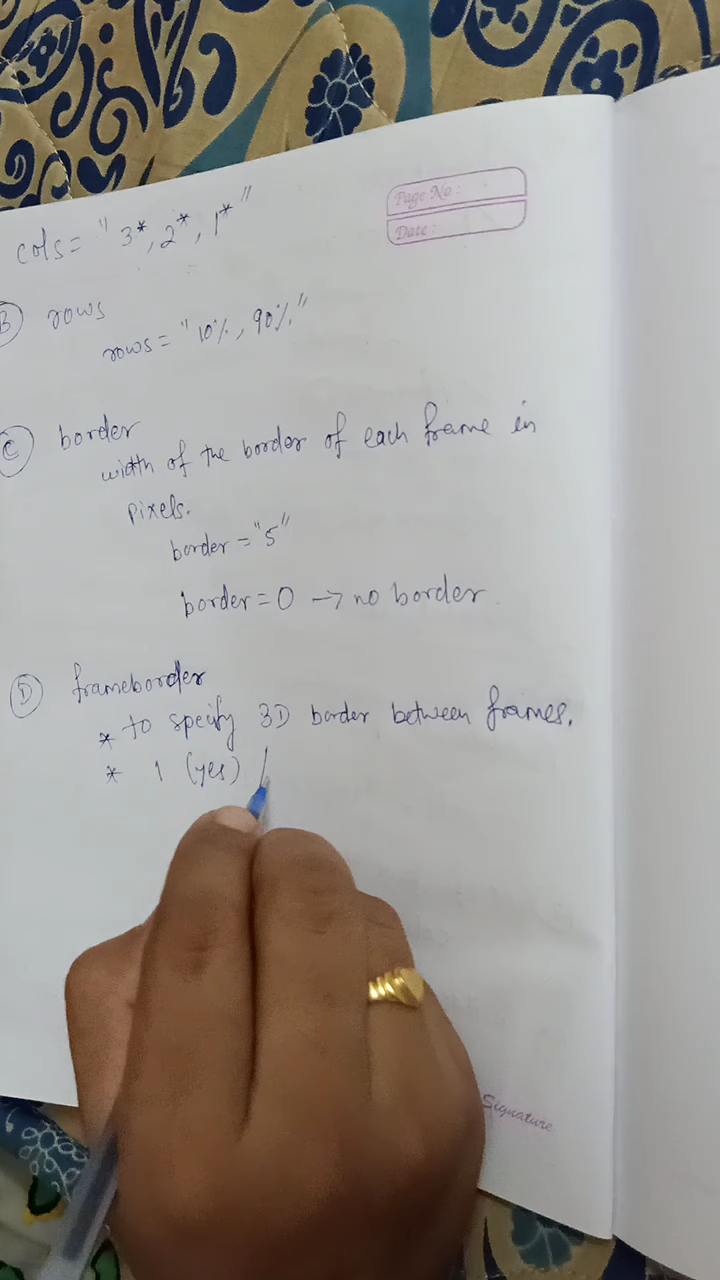 Page No :
Date :
cols = "3*, 2*, 1*"
B rows
rows = "10%, 90%"
C border
width of the border of each frame in
pixels.
border = "5"
border = 0 → no border
D frameborder
* to specify 3D border between frames.
* 1 (yes) /
Signature